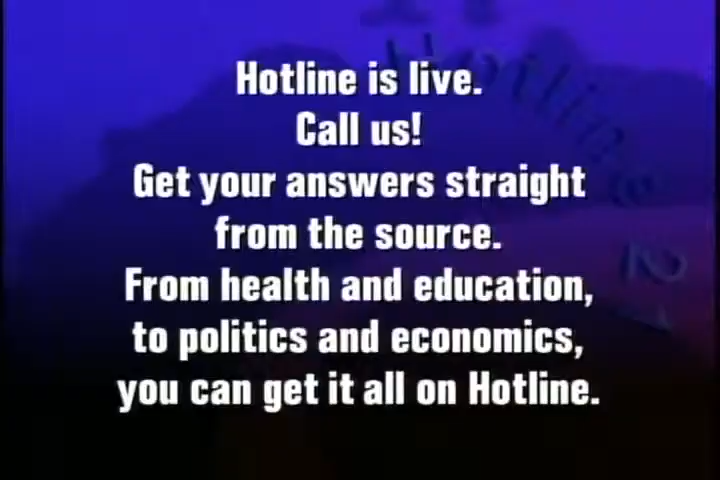 Hotline is live.
Call us!
Get your answers straight
from the source.
From health and education,
to politics and economics,
you can get it all on Hotline.
Hotline